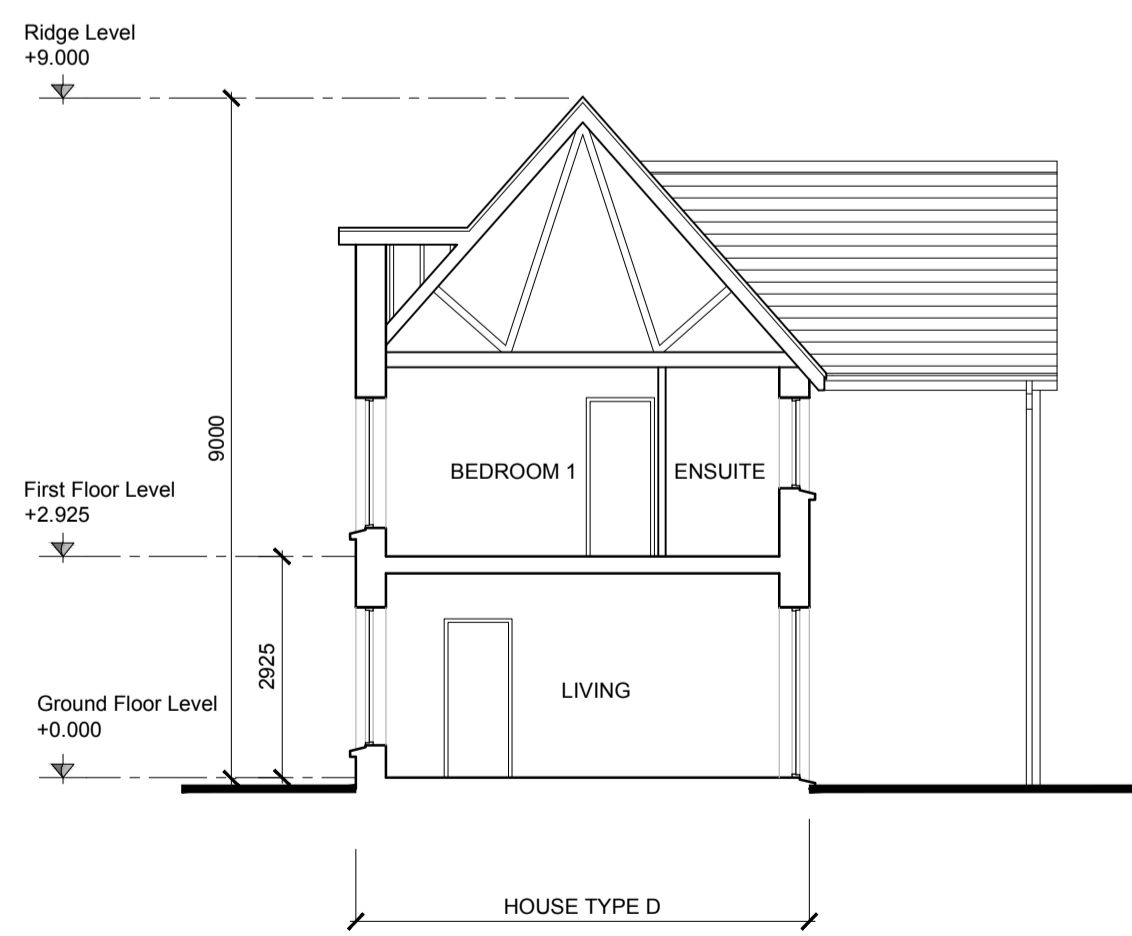 Ridge Level
+9.000
9000
First Floor Level
+2.925
BEDROOM 1
ENSUITE
2925
Ground Floor Level
+0.000
LIVING
HOUSE TYPE D